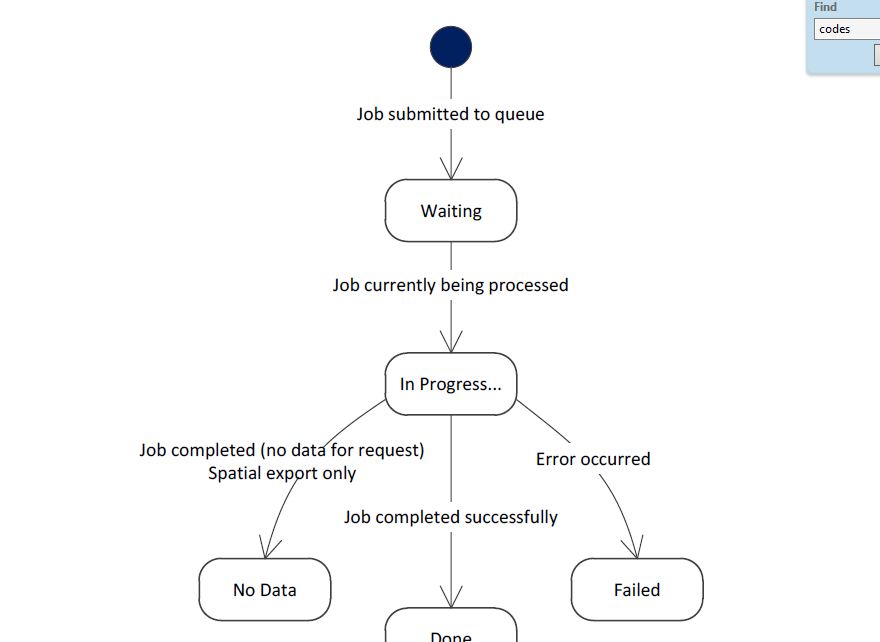 Find
codes
Job submitted to queue
Waiting
Job currently being processed
In Progress...
Job completed (no data for request)
Spatial export only
Error occurred
Job completed successfully
No Data
Failed
Done